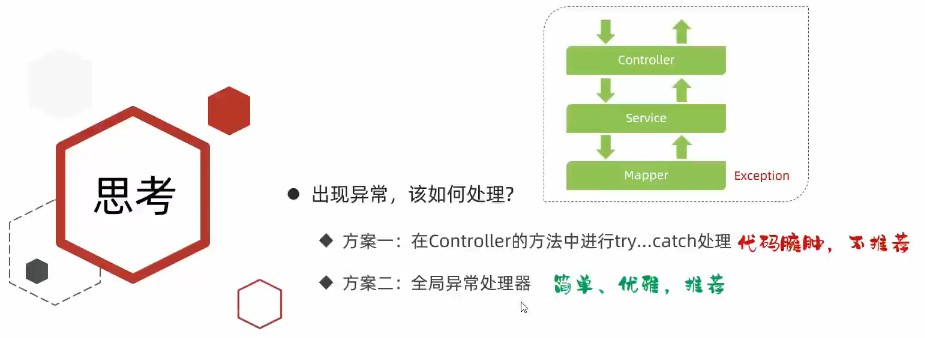 Controller
Service
Mapper
Exception
思考
出现异常，该如何处理?
方案一：在Controller的方法中进行try...catch处理 代码臃肿，不推荐
方案二：全局异常处理器 简单、优雅，推荐